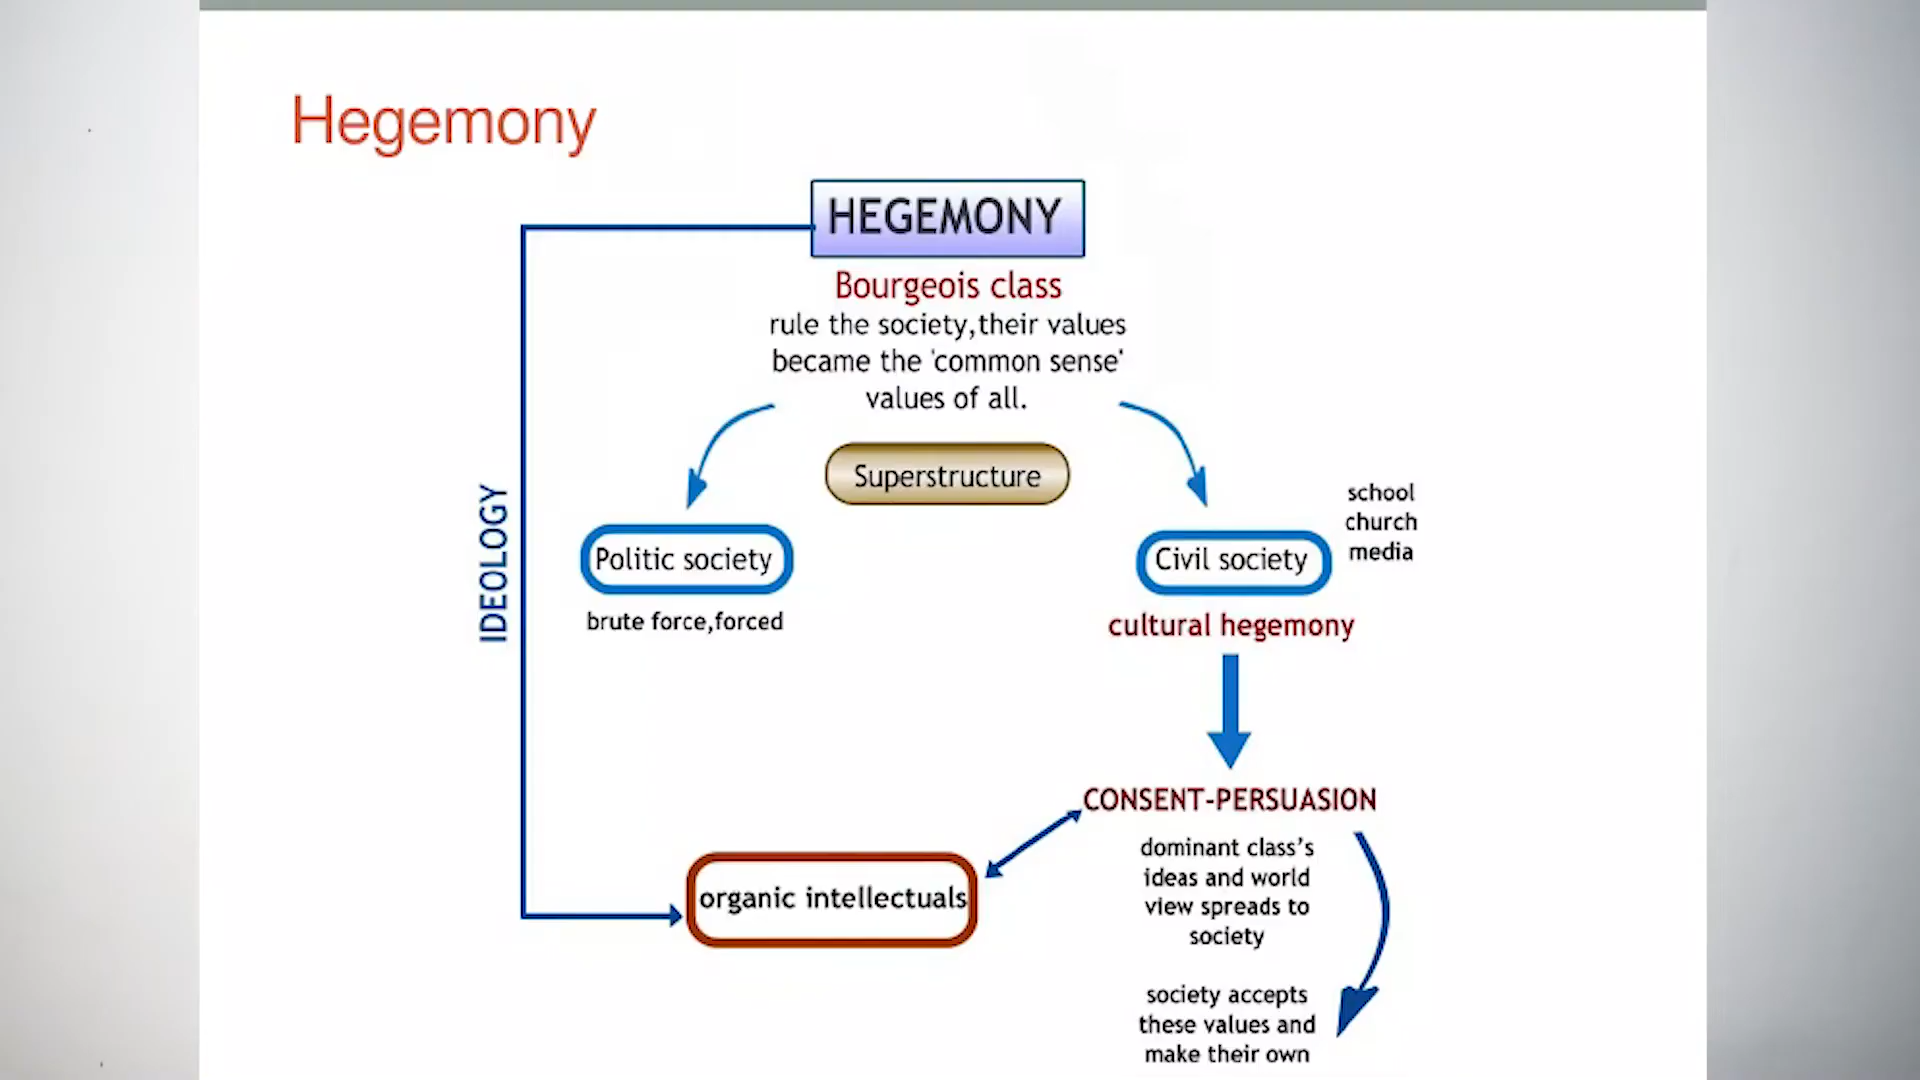 Hegemony
HEGEMONY
Bourgeois class
rule the society,their values
became the 'common sense'
values of all.
Superstructure
IDEOLOGY
Politic society
brute force,forced
Civil society
school
church
media
cultural hegemony
CONSENT-PERSUASION
dominant class’s
ideas and world
view spreads to
society
organic intellectuals
society accepts
these values and
make their own